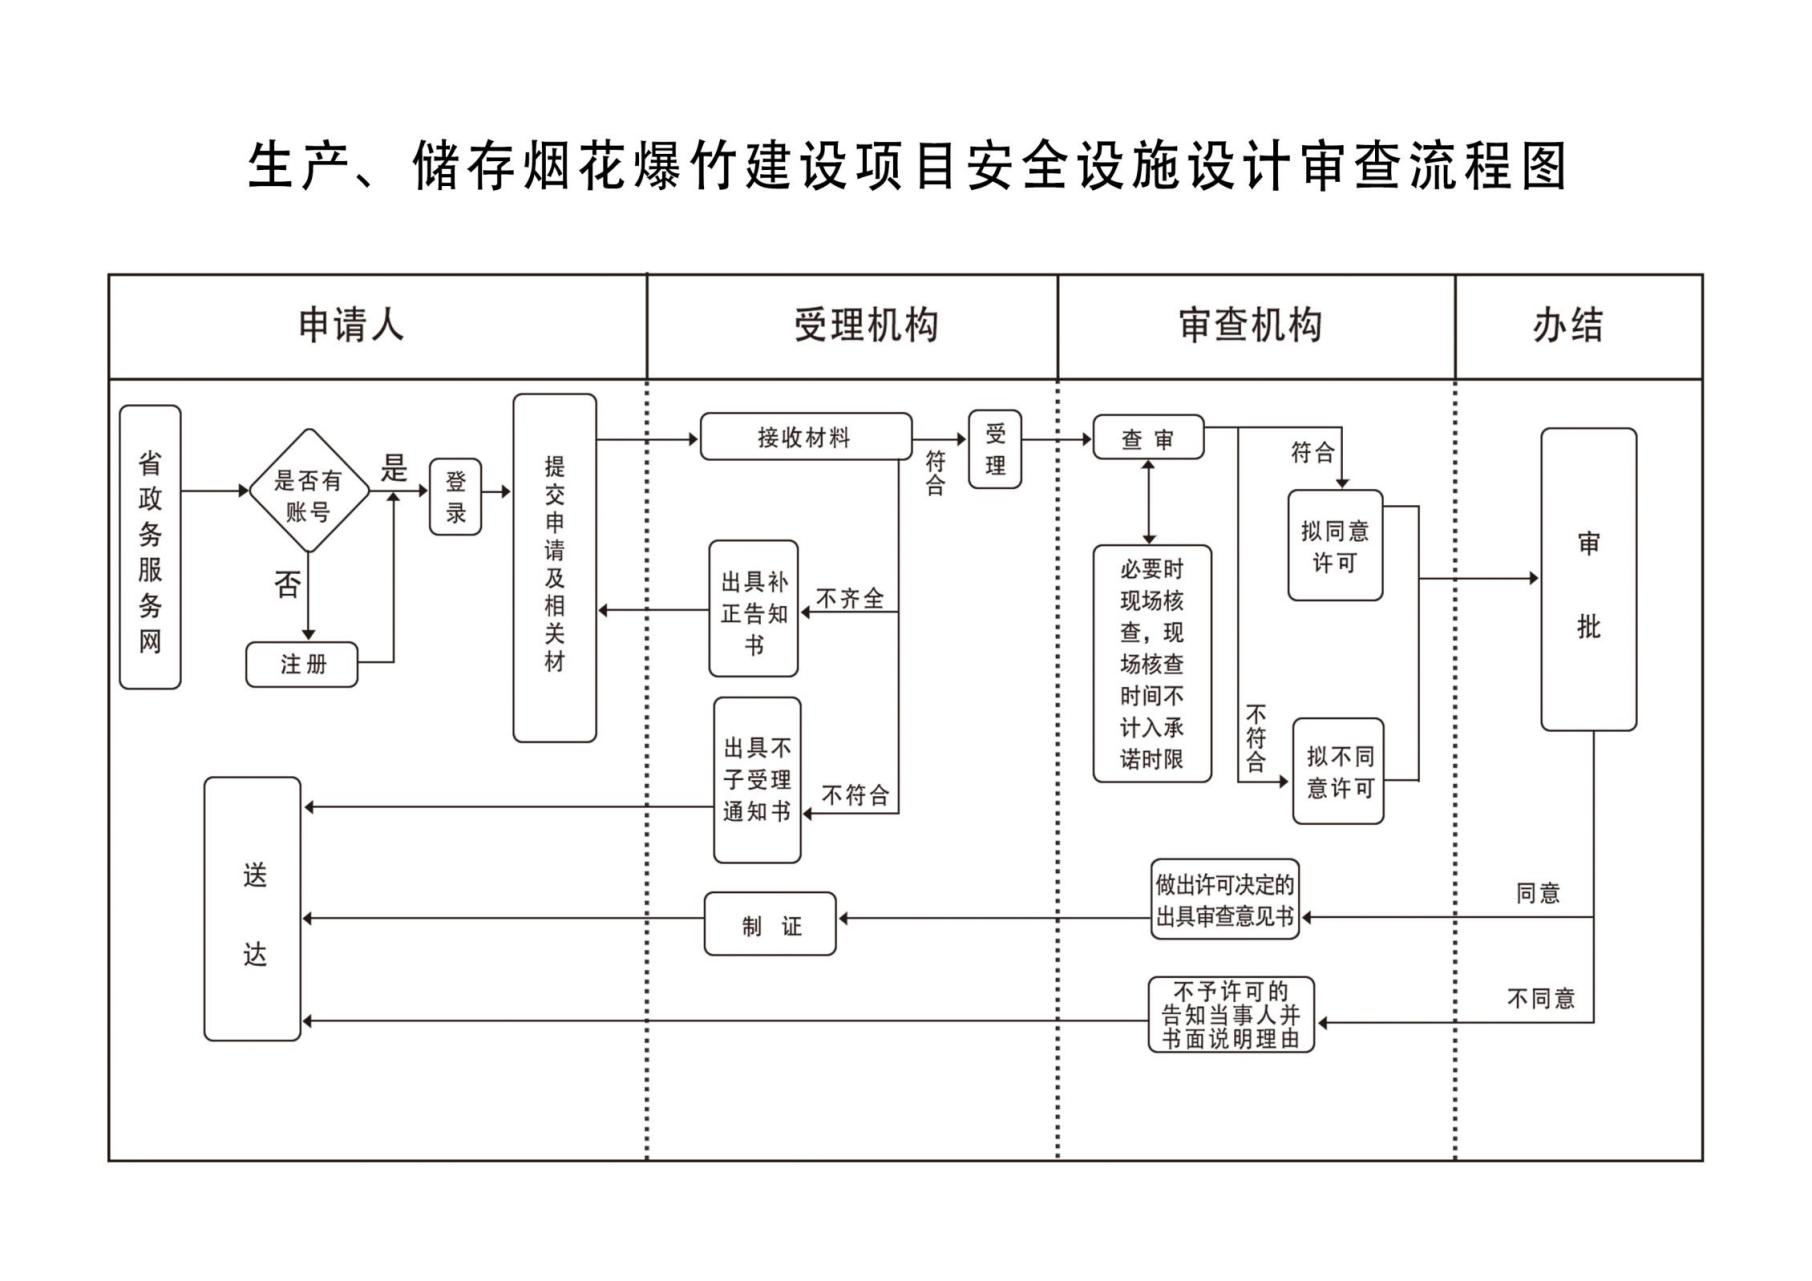 生产、储存烟花爆竹建设项目安全设施设计审查流程图
申请人
受理机构
审查机构
办结
省政务服务网
是否有
账号
是
否
注册
登录
提交申请及相关材
接收材料
符合
受理
出具补
正告知
书
不齐全
出具不
子受理
通知书
不符合
查 审
符合
必要时
现场核
查，现
场核查
时间不
计入承
诺时限
不符合
拟同意
许可
拟不同
意许可
审批
送达
制 证
做出许可决定的
出具审查意见书
同意
不予许可的
告知当事人并
书面说明理由
不同意